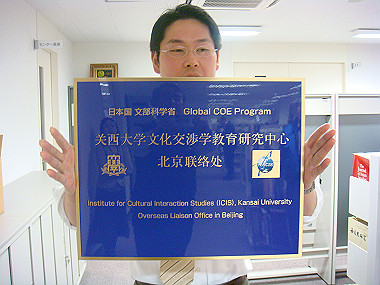 日本国 文部科学省 Global COE Program
关西大学文化交渉学教育研究中心
北京联络处
Institute for Cultural Interaction Studies (ICIS), Kansai University
Overseas Liaison Office in Beijing